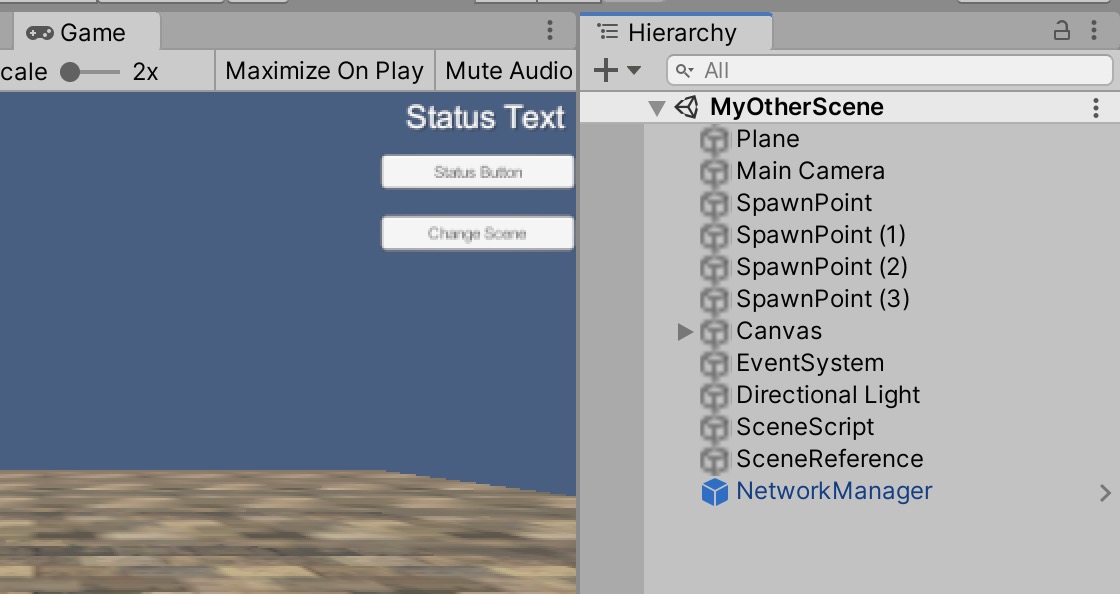 Game
cale 2x Maximize On Play Mute Audio
Status Text
Status Button
Change Scene
Hierarchy
All
MyOtherScene
Plane
Main Camera
SpawnPoint
SpawnPoint (1)
SpawnPoint (2)
SpawnPoint (3)
Canvas
EventSystem
Directional Light
SceneScript
SceneReference
NetworkManager